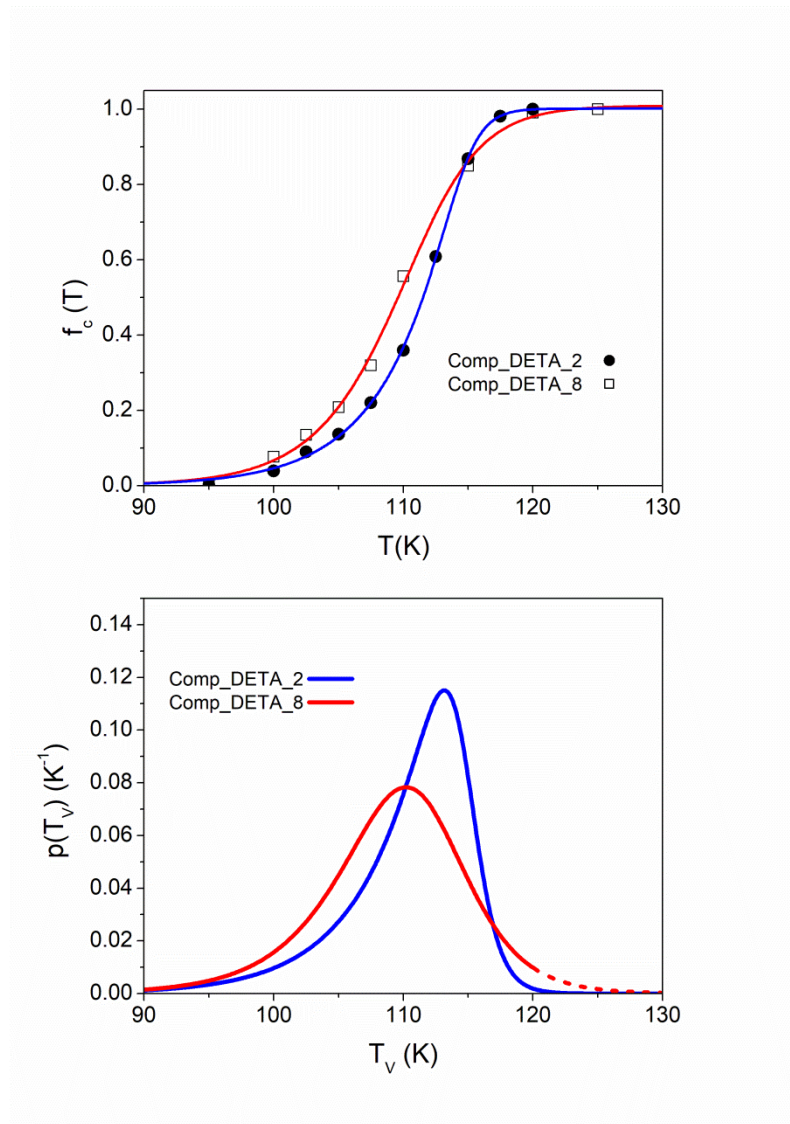 1.0
0.8
0.6
0.4
0.2
0.0
f_c (T)
Comp_DETA_2
Comp_DETA_8
90 100 110 120 130
T(K)
0.14
0.12
0.10
0.08
0.06
0.04
0.02
0.00
p(T_V) (K^-1)
Comp_DETA_2
Comp_DETA_8
90 100 110 120 130
T_V (K)